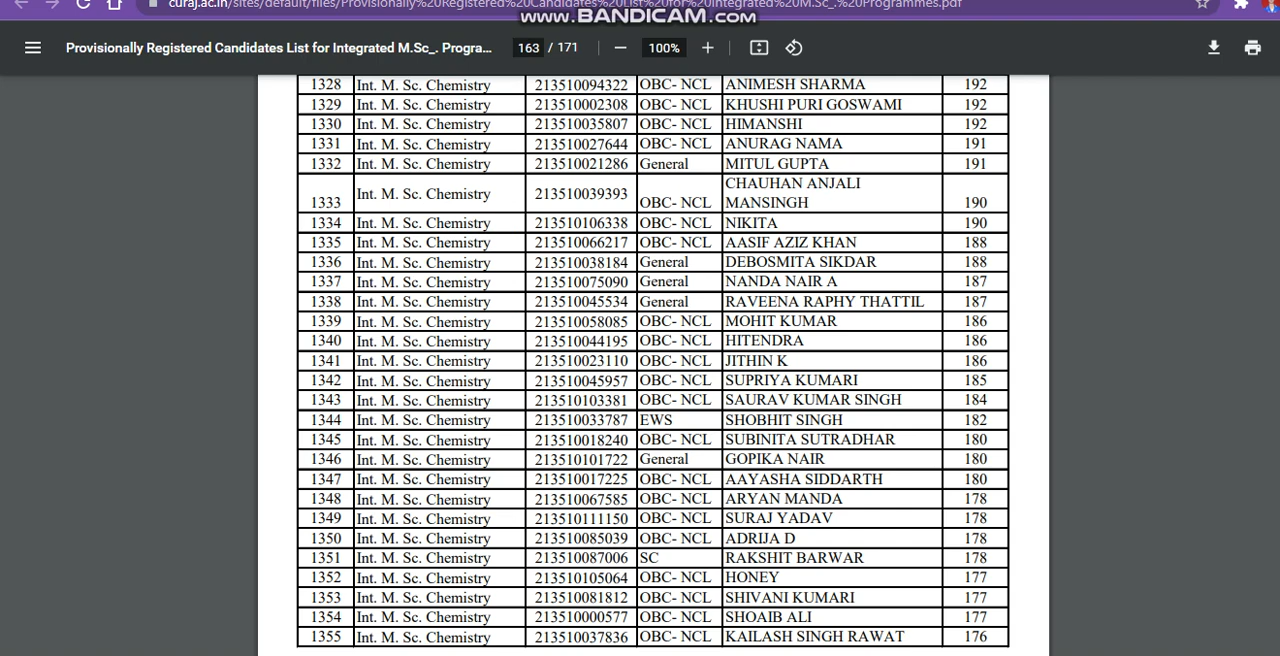 curaj.ac.in/sites/default/files/Provisionally%20Registered%20Candidates%20List%20for%20Integrated%20M.Sc_.%20Programmes.pdf
www.BANDICAM.com
Provisionally Registered Candidates List for Integrated M.Sc_. Progra... 163 / 171 100%
1328 Int. M. Sc. Chemistry 213510094322 OBC- NCL ANIMESH SHARMA 192
1329 Int. M. Sc. Chemistry 213510002308 OBC- NCL KHUSHI PURI GOSWAMI 192
1330 Int. M. Sc. Chemistry 213510035807 OBC- NCL HIMANSHI 192
1331 Int. M. Sc. Chemistry 213510027644 OBC- NCL ANURAG NAMA 191
1332 Int. M. Sc. Chemistry 213510021286 General MITUL GUPTA 191
1333 Int. M. Sc. Chemistry 213510039393 OBC- NCL CHAUHAN ANJALI
MANSINGH 190
1334 Int. M. Sc. Chemistry 213510106338 OBC- NCL NIKITA 190
1335 Int. M. Sc. Chemistry 213510066217 OBC- NCL AASIF AZIZ KHAN 188
1336 Int. M. Sc. Chemistry 213510038184 General DEBOSMITA SIKDAR 188
1337 Int. M. Sc. Chemistry 213510075090 General NANDA NAIR A 187
1338 Int. M. Sc. Chemistry 213510045534 General RAVEENA RAPHY THATTIL 187
1339 Int. M. Sc. Chemistry 213510058085 OBC- NCL MOHIT KUMAR 186
1340 Int. M. Sc. Chemistry 213510044195 OBC- NCL HITENDRA 186
1341 Int. M. Sc. Chemistry 213510023110 OBC- NCL JITHIN K 186
1342 Int. M. Sc. Chemistry 213510045957 OBC- NCL SUPRIYA KUMARI 185
1343 Int. M. Sc. Chemistry 213510103381 OBC- NCL SAURAV KUMAR SINGH 184
1344 Int. M. Sc. Chemistry 213510033787 EWS SHOBHIT SINGH 182
1345 Int. M. Sc. Chemistry 213510018240 OBC- NCL SUBINITA SUTRADHAR 180
1346 Int. M. Sc. Chemistry 213510101722 General GOPIKA NAIR 180
1347 Int. M. Sc. Chemistry 213510017225 OBC- NCL AAYASHA SIDDARTH 180
1348 Int. M. Sc. Chemistry 213510067585 OBC- NCL ARYAN MANDA 178
1349 Int. M. Sc. Chemistry 213510111150 OBC- NCL SURAJ YADAV 178
1350 Int. M. Sc. Chemistry 213510085039 OBC- NCL ADRIJA D 178
1351 Int. M. Sc. Chemistry 213510087006 SC RAKSHIT BARWAR 178
1352 Int. M. Sc. Chemistry 213510105064 OBC- NCL HONEY 177
1353 Int. M. Sc. Chemistry 213510081812 OBC- NCL SHIVANI KUMARI 177
1354 Int. M. Sc. Chemistry 213510000577 OBC- NCL SHOAIB ALI 177
1355 Int. M. Sc. Chemistry 213510037836 OBC- NCL KAILASH SINGH RAWAT 176